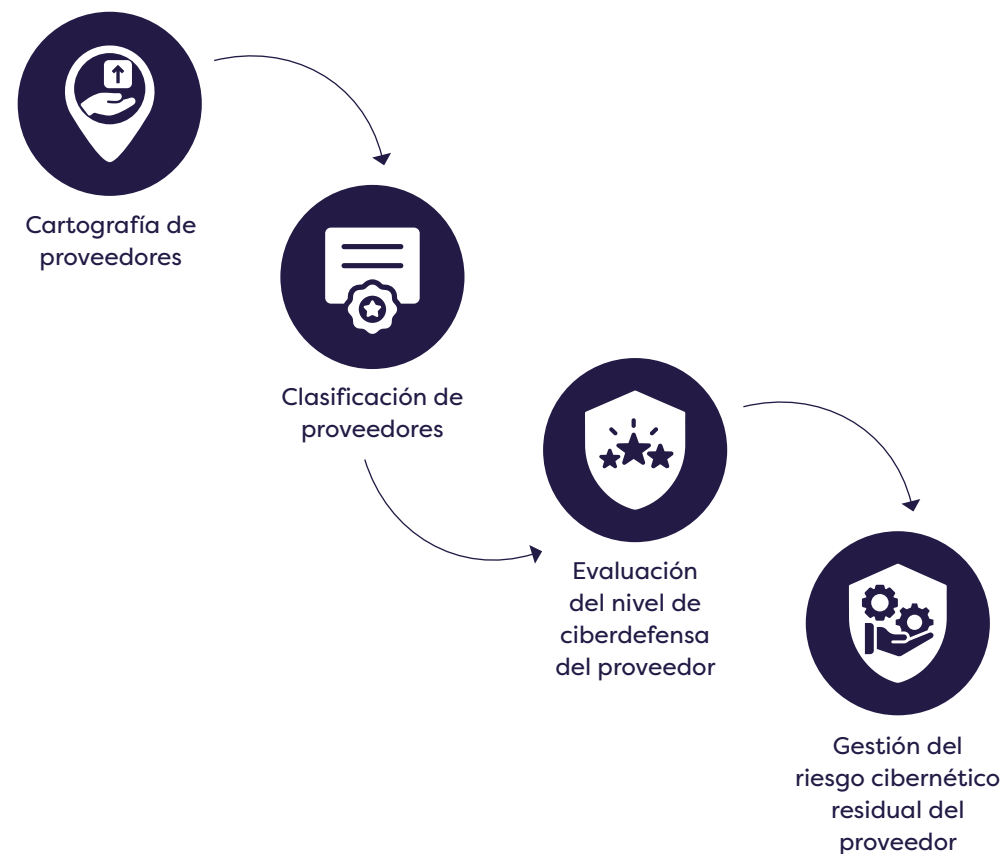 Cartografía de
proveedores
Clasificación de
proveedores
Evaluación
del nivel de
ciberdefensa
del proveedor
Gestión del
riesgo cibernético
residual del
proveedor